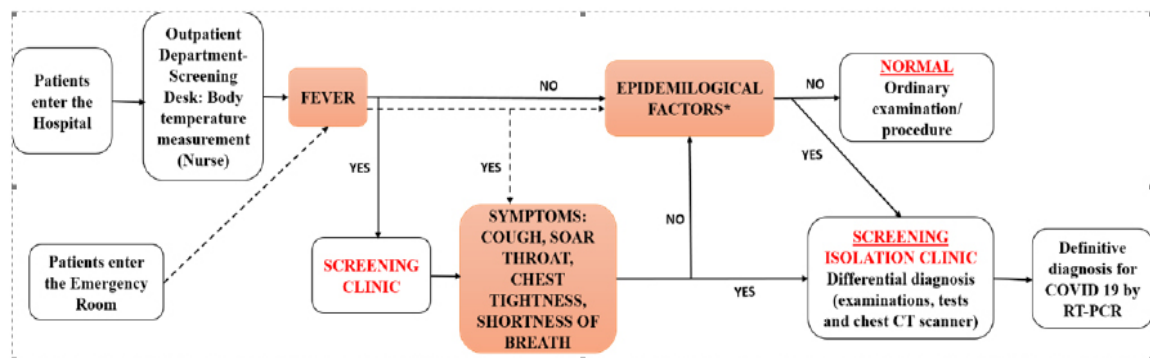 Patients
enter the
Hospital
Outpatient
Department-
Screening
Desk: Body
temperature
measurement
(Nurse)
FEVER
NO
EPIDEMILOGICAL
FACTORS*
NO
NORMAL
Ordinary
examination/
procedure
YES
YES
YES
NO
Patients enter
the Emergency
Room
SCREENING
CLINIC
SYMPTOMS:
COUGH, SOAR
THROAT,
CHEST
TIGHTNESS,
SHORTNESS OF
BREATH
YES
SCREENING
ISOLATION CLINIC
Differential diagnosis
(examinations, tests
and chest CT scanner)
Definitive
diagnosis for
COVID 19 by
RT-PCR